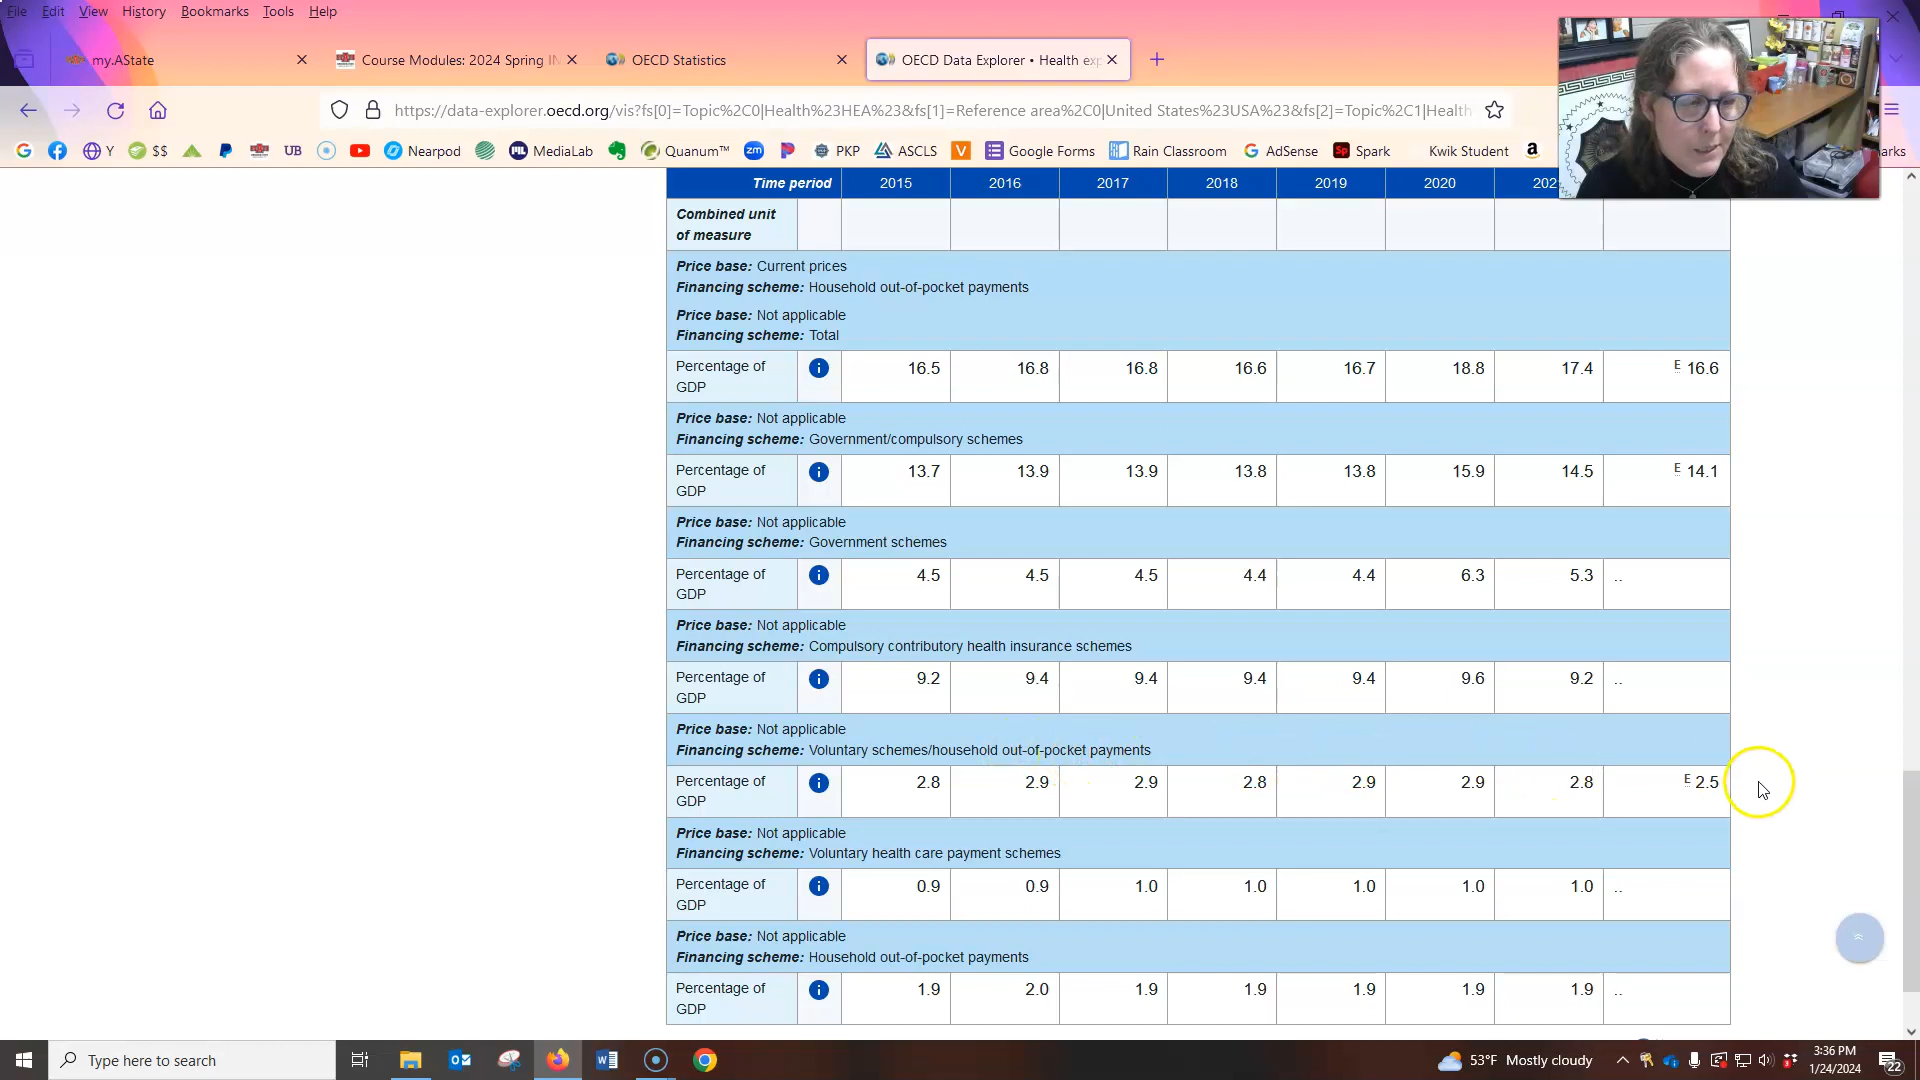 File Edit View History Bookmarks Tools Help
my.AState
Course Modules: 2024 Spring IN
OECD Statistics
OECD Data Explorer • Health exp
https://data-explorer.oecd.org/vis?fs[0]=Topic%2C0|Health%23HEA%23&fs[1]=Reference area%2C0|United States%23USA%23&fs[2]=Topic%2C1|Health
Y $$ UB Nearpod MediaLab Quanum™ zm PKP ASCLS Google Forms Rain Classroom AdSense Sp Spark Kwik Student arks
Time period 2015 2016 2017 2018 2019 2020 202
Combined unit
of measure
Price base: Current prices
Financing scheme: Household out-of-pocket payments
Price base: Not applicable
Financing scheme: Total
Percentage of
GDP
16.5 16.8 16.8 16.6 16.7 18.8 17.4 E 16.6
Price base: Not applicable
Financing scheme: Government/compulsory schemes
Percentage of
GDP
13.7 13.9 13.9 13.8 13.8 15.9 14.5 E 14.1
Price base: Not applicable
Financing scheme: Government schemes
Percentage of
GDP
4.5 4.5 4.5 4.4 4.4 6.3 5.3 ..
Price base: Not applicable
Financing scheme: Compulsory contributory health insurance schemes
Percentage of
GDP
9.2 9.4 9.4 9.4 9.4 9.6 9.2 ..
Price base: Not applicable
Financing scheme: Voluntary schemes/household out-of-pocket payments
Percentage of
GDP
2.8 2.9 2.9 2.8 2.9 2.9 2.8 E 2.5
Price base: Not applicable
Financing scheme: Voluntary health care payment schemes
Percentage of
GDP
0.9 0.9 1.0 1.0 1.0 1.0 1.0 ..
Price base: Not applicable
Financing scheme: Household out-of-pocket payments
Percentage of
GDP
1.9 2.0 1.9 1.9 1.9 1.9 1.9 ..
Type here to search
53°F Mostly cloudy
3:36 PM
1/24/2024
22